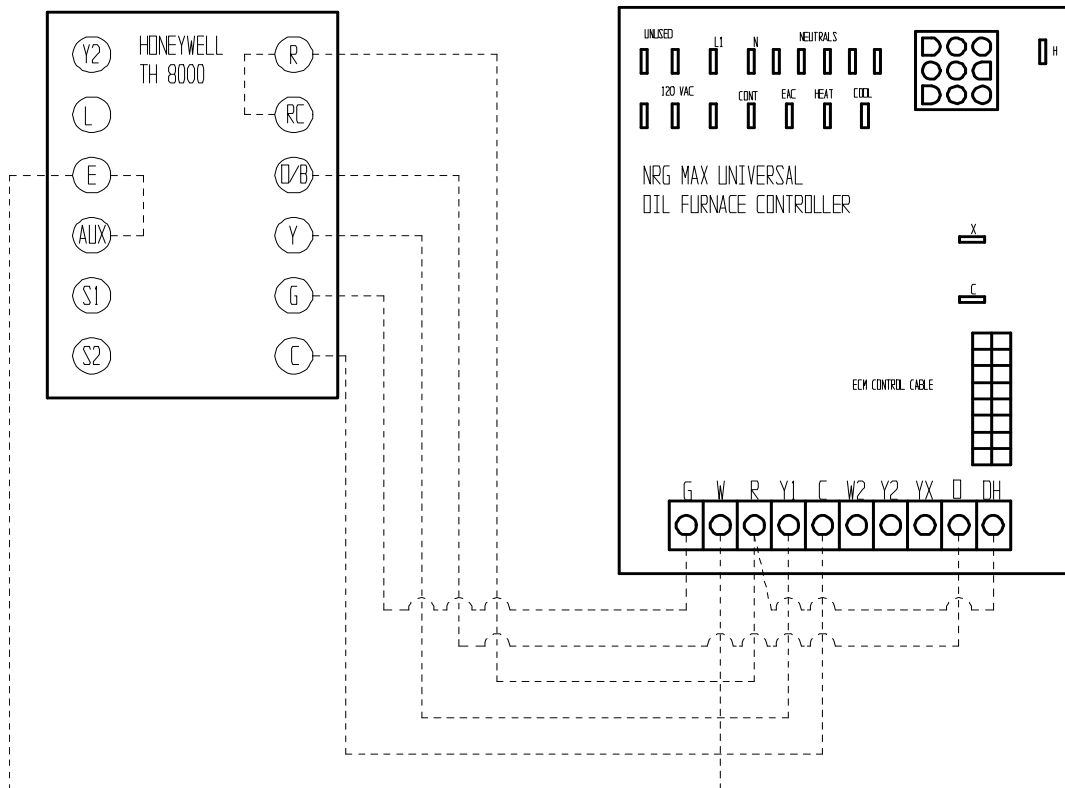 HONEYWELL
TH 8000
Y2
R
L
RC
E
O/B
AUX
Y
S1
G
S2
C
UNUSED
L1
N
NEUTRALS
H
120 VAC
CONT
EAC
HEAT
COOL
NRG MAX UNIVERSAL
OIL FURNACE CONTROLLER
X
C
ECM CONTROL CABLE
G W R Y1 C W2 Y2 YX O DH